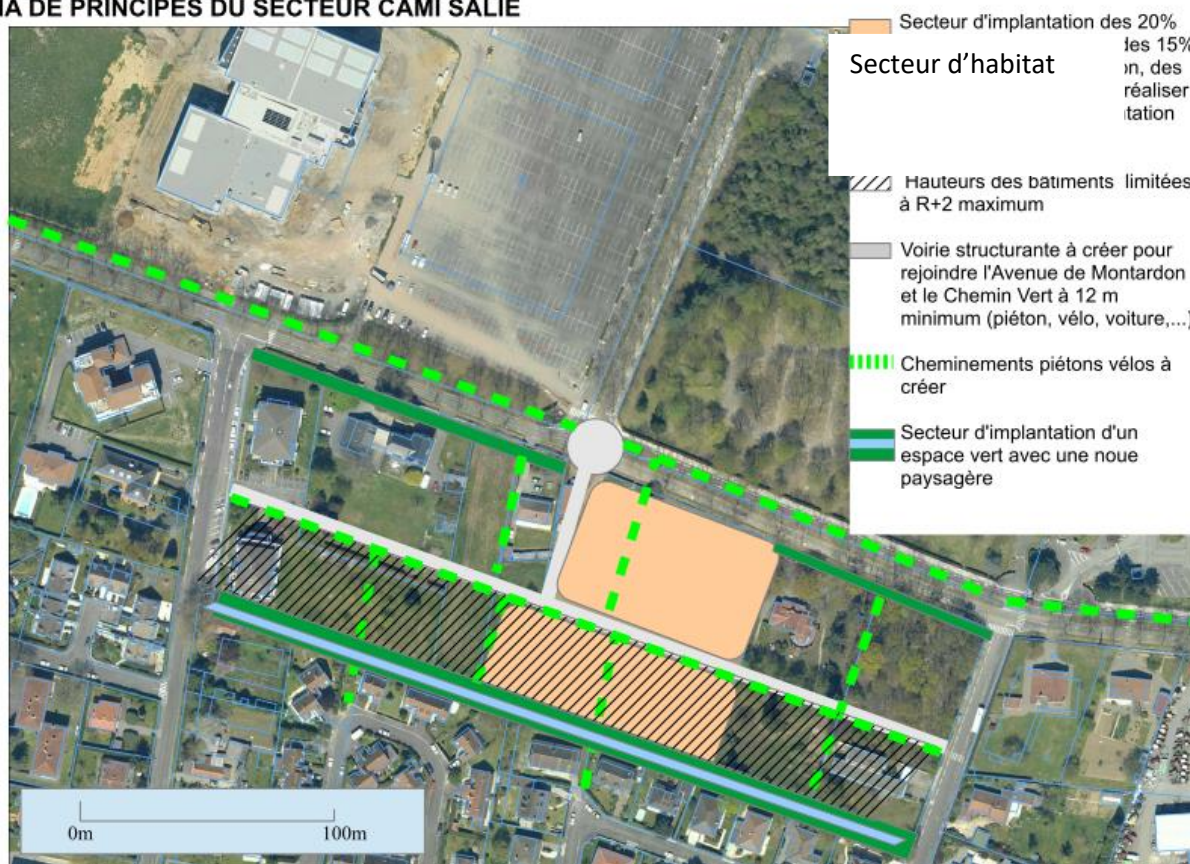 MA DE PRINCIPES DU SECTEUR CAMI SALIE
Secteur d'implantation des 20%
des 15%
Secteur d'habitat
on, des
réaliser
tation
Hauteurs des bâtiments limitées
à R+2 maximum
Voirie structurante à créer pour
rejoindre l'Avenue de Montardon
et le Chemin Vert à 12 m
minimum (piéton, vélo, voiture,...)
Cheminements piétons vélos à
créer
Secteur d'implantation d'un
espace vert avec une noue
paysagère
0m
100m